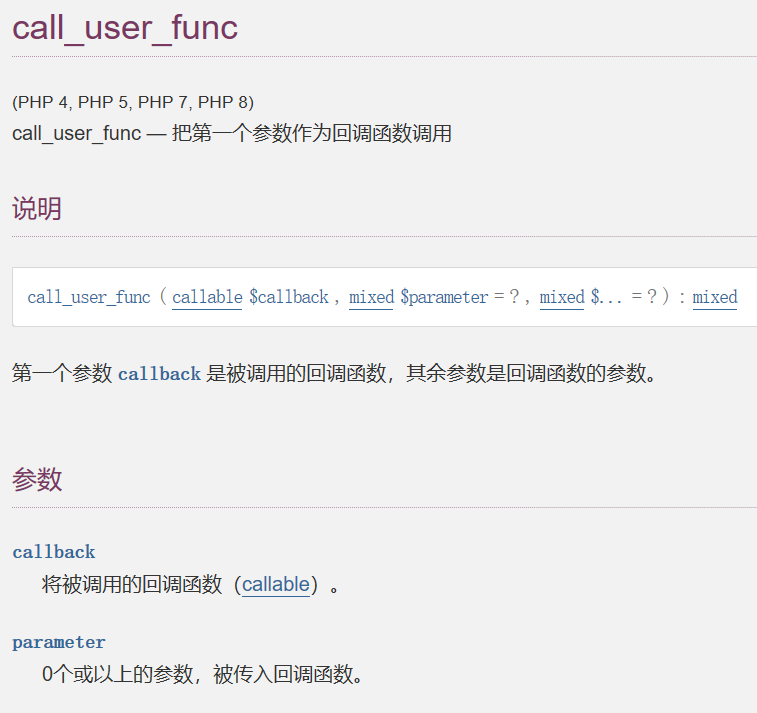 call_user_func
(PHP 4, PHP 5, PHP 7, PHP 8)
call_user_func — 把第一个参数作为回调函数调用
说明
call_user_func ( callable $callback , mixed $parameter = ? , mixed $... = ? ) : mixed
第一个参数 callback 是被调用的回调函数，其余参数是回调函数的参数。
参数
callback
将被调用的回调函数（callable）。
parameter
0个或以上的参数，被传入回调函数。